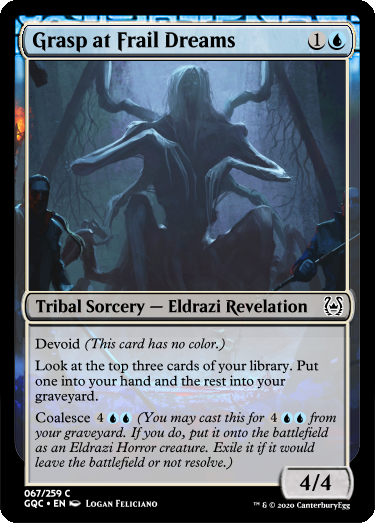 Grasp at Frail Dreams 1
Tribal Sorcery — Eldrazi Revelation
Devoid (This card has no color.)
Look at the top three cards of your library. Put
one into your hand and the rest into your
graveyard.
Coalesce 4 (You may cast this for 4 from
your graveyard. If you do, put it onto the battlefield
as an Eldrazi Horror creature. Exile it if it would
leave the battlefield or not resolve.)
4/4
067/259 C
GQC • EN Logan Feliciano
™ & © 2020 CanterburyEgg